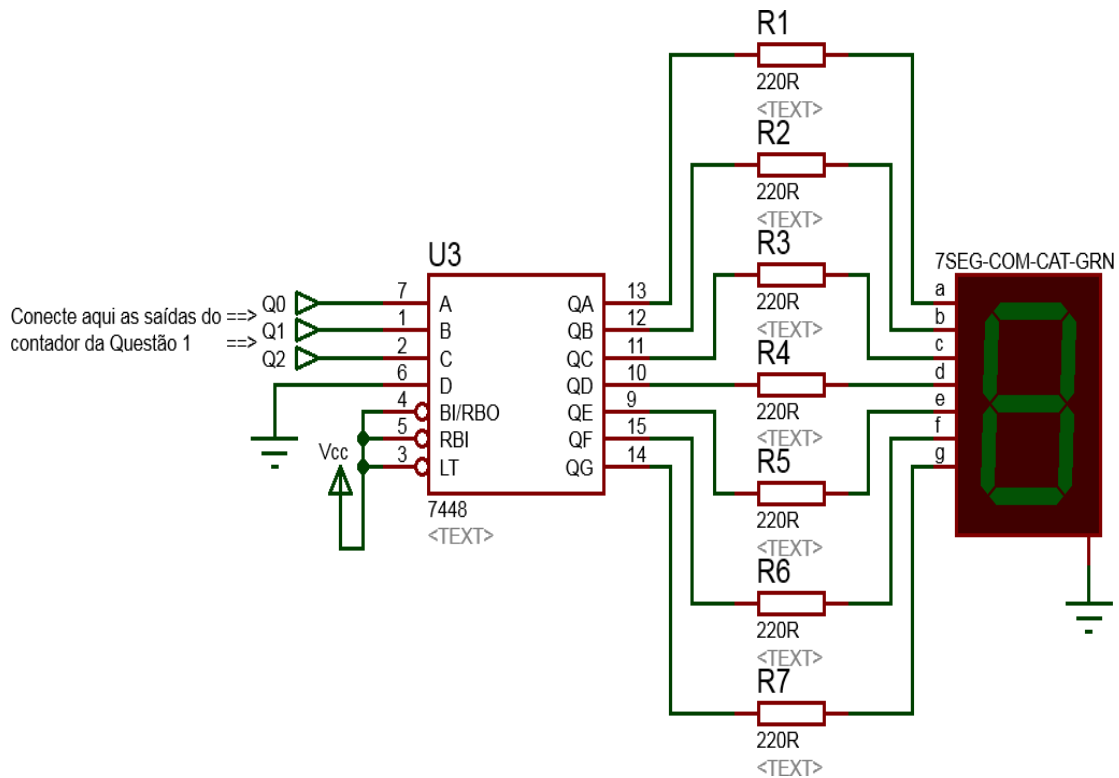 R1
220R
<TEXT>
R2
220R
<TEXT>
R3
220R
<TEXT>
R4
220R
<TEXT>
R5
220R
<TEXT>
R6
220R
<TEXT>
R7
220R
<TEXT>
U3
Conecte aqui as saídas do ==>
contador da Questão 1 ==>
Q0
Q1
Q2
7 A QA 13
1 B QB 12
2 C QC 11
6 D QD 10
4 BI/RBO QE 9
5 RBI QF 15
3 LT QG 14
Vcc
7448
<TEXT>
7SEG-COM-CAT-GRN
a
b
c
d
e
f
g